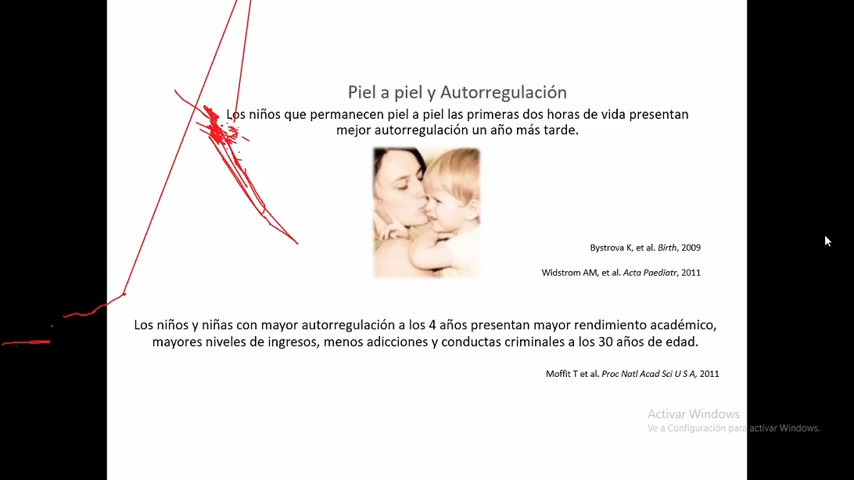 Piel a piel y Autorregulación
Los niños que permanecen piel a piel las primeras dos horas de vida presentan
mejor autorregulación un año más tarde.
Bystrova K, et al. Birth, 2009
Widstrom AM, et al. Acta Paediatr, 2011
Los niños y niñas con mayor autorregulación a los 4 años presentan mayor rendimiento académico,
mayores niveles de ingresos, menos adicciones y conductas criminales a los 30 años de edad.
Moffit T et al. Proc Natl Acad Sci U S A, 2011
Activar Windows
Ve a Configuración para activar Windows.